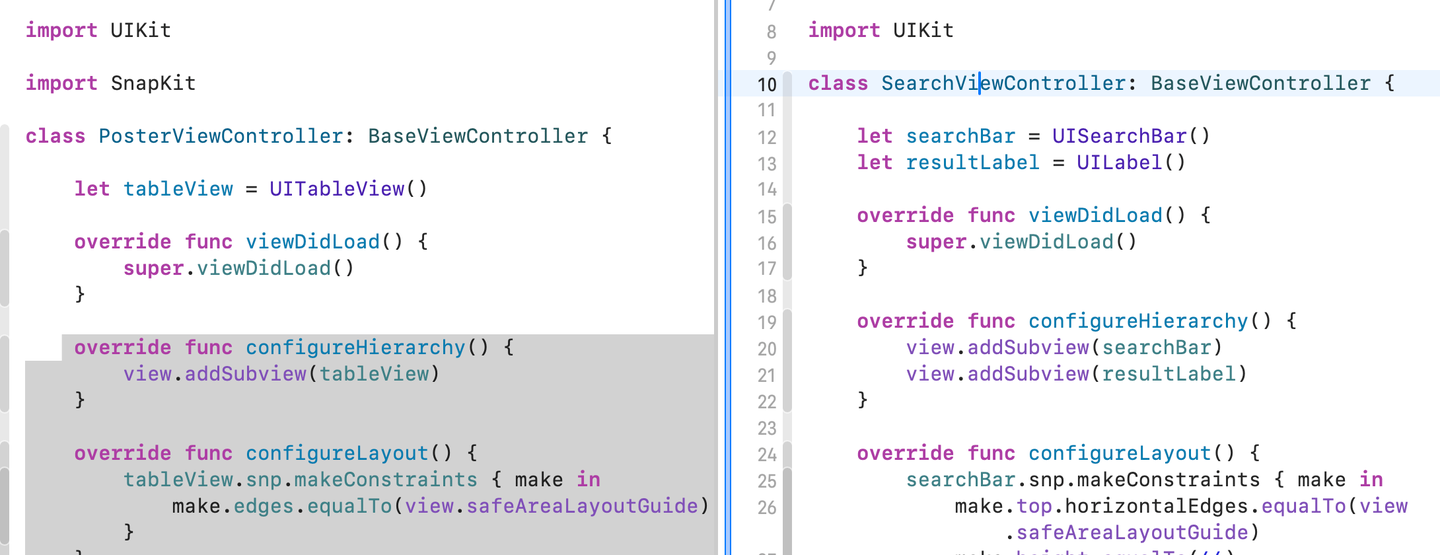 import UIKit
import SnapKit
class PosterViewController: BaseViewController {
let tableView = UITableView()
override func viewDidLoad() {
super.viewDidLoad()
}
override func configureHierarchy() {
view.addSubview(tableView)
}
override func configureLayout() {
tableView.snp.makeConstraints { make in
make.edges.equalTo(view.safeAreaLayoutGuide)
}
7
8 import UIKit
9
10 class SearchViewController: BaseViewController {
11
12 let searchBar = UISearchBar()
13 let resultLabel = UILabel()
14
15 override func viewDidLoad() {
16 super.viewDidLoad()
17 }
18
19 override func configureHierarchy() {
20 view.addSubview(searchBar)
21 view.addSubview(resultLabel)
22 }
23
24 override func configureLayout() {
25 searchBar.snp.makeConstraints { make in
26 make.top.horizontalEdges.equalTo(view
.safeAreaLayoutGuide)